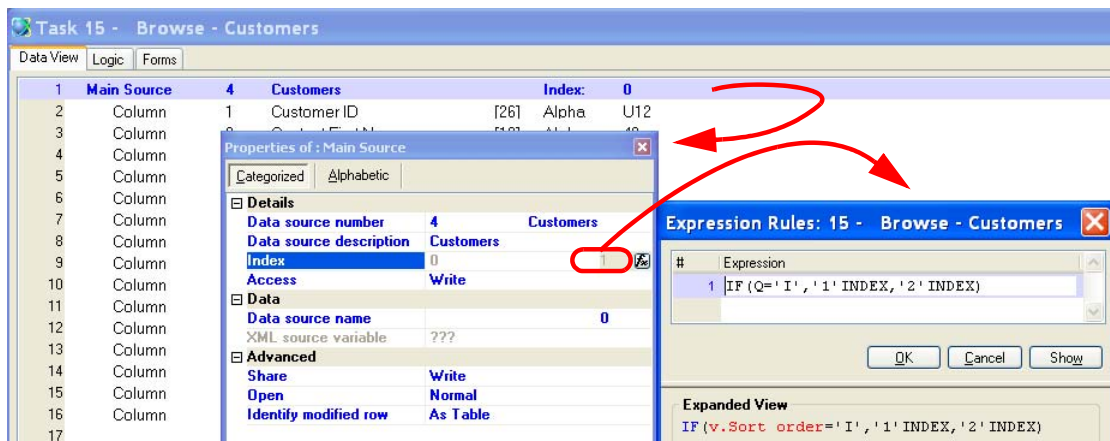 Task 15 - Browse - Customers
Data View Logic Forms
1 Main Source 4 Customers Index: 0
2 Column 1 Customer ID [26] Alpha U12
3 Column
4 Column
5 Column
6 Column
7 Column
8 Column
9 Column
10 Column
11 Column
12 Column
13 Column
14 Column
15 Column
16 Column
17
Properties of : Main Source
Categorized Alphabetic
Details
Data source number 4 Customers
Data source description Customers
Index 0 1
Access Write
Data
Data source name 0
XML source variable ???
Advanced
Share Write
Open Normal
Identify modified row As Table
Expression Rules: 15 - Browse - Customers
# Expression
1 IF(Q='I','1'INDEX,'2'INDEX)
OK Cancel Show
Expanded View
IF(v.Sort order='I','1'INDEX,'2'INDEX)